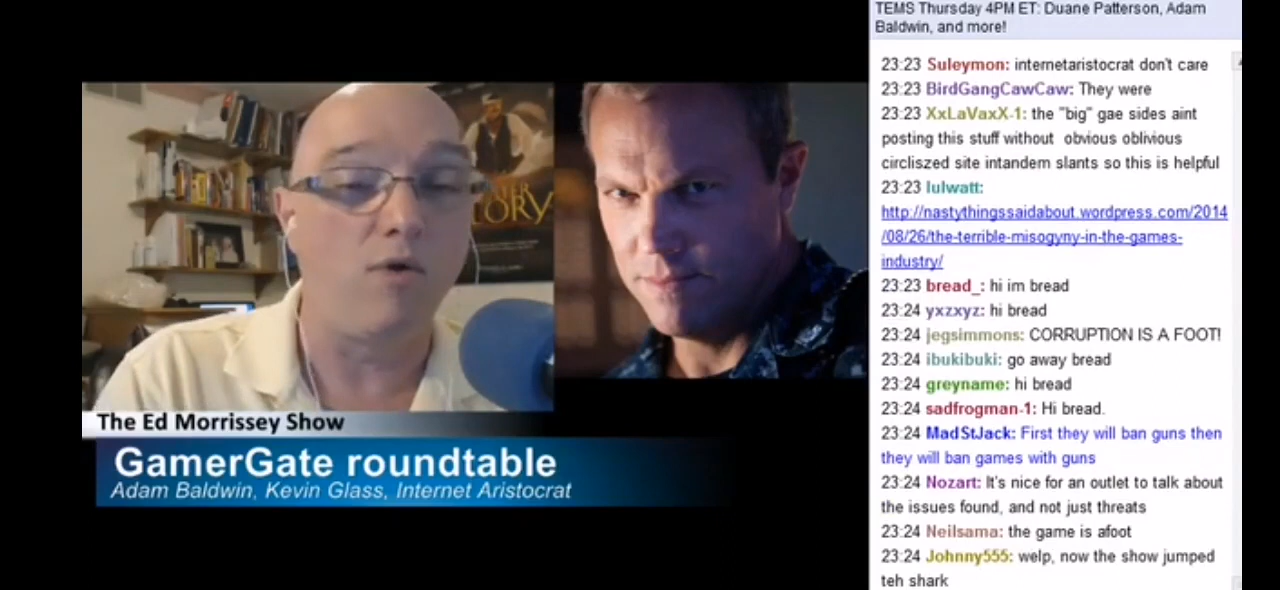 TEMS Thursday 4PM ET: Duane Patterson, Adam
Baldwin, and more!
23:23 Suleymon: internetaristocrat don't care
23:23 BirdGangCawCaw: They were
23:23 XxLaVaxX-1: the "big" gae sides aint
posting this stuff without obvious oblivious
circliszed site intandem slants so this is helpful
23:23 lulwatt:
http://nastythingssaidabout.wordpress.com/2014
/08/26/the-terrible-misogyny-in-the-games-
industry/
23:23 bread_: hi im bread
23:24 yxzxyz: hi bread
23:24 jegsimmons: CORRUPTION IS A FOOT!
23:24 ibukibuki: go away bread
23:24 greyname: hi bread
23:24 sadfrogman-1: Hi bread.
23:24 MadStJack: First they will ban guns then
they will ban games with guns
23:24 Nozart: It's nice for an outlet to talk about
the issues found, and not just threats
23:24 Neilsama: the game is afoot
23:24 Johnny555: welp, now the show jumped
teh shark
The Ed Morrissey Show
GamerGate roundtable
Adam Baldwin, Kevin Glass, Internet Aristocrat